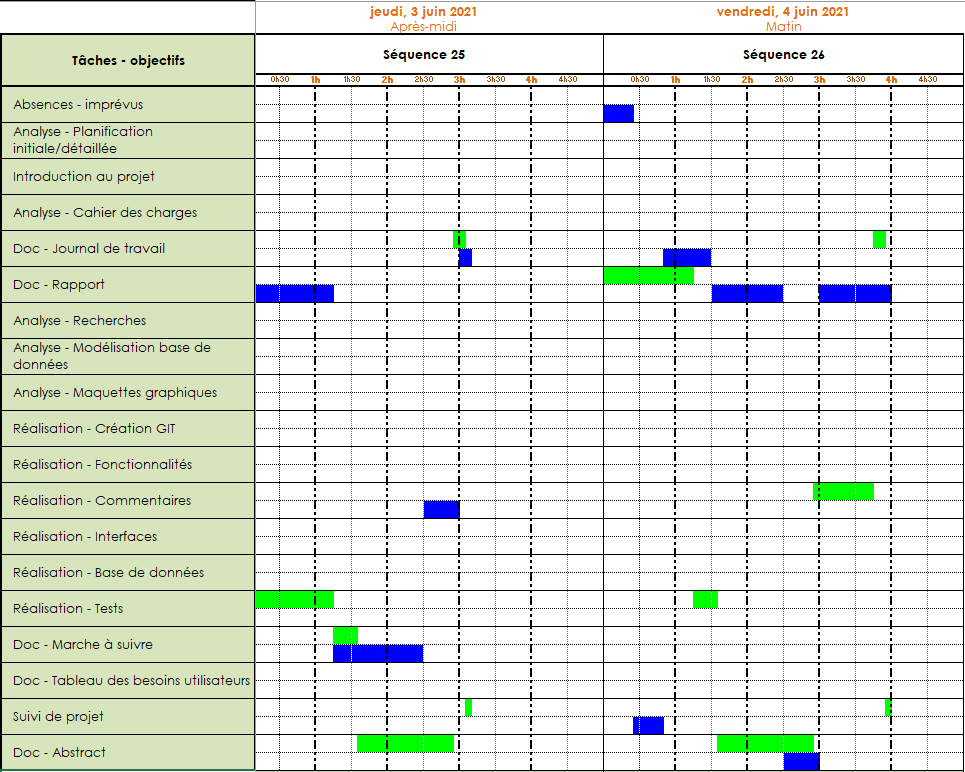 jeudi, 3 juin 2021
Après-midi
vendredi, 4 juin 2021
Matin
Tâches - objectifs
Séquence 25
Séquence 26
0h30 1h 1h30 2h 2h30 3h 3h30 4h 4h30
0h30 1h 1h30 2h 2h30 3h 3h30 4h 4h30
Absences - imprévus
Analyse - Planification
initiale/détaillée
Introduction au projet
Analyse - Cahier des charges
Doc - Journal de travail
Doc - Rapport
Analyse - Recherches
Analyse - Modélisation base de
données
Analyse - Maquettes graphiques
Réalisation - Création GIT
Réalisation - Fonctionnalités
Réalisation - Commentaires
Réalisation - Interfaces
Réalisation - Base de données
Réalisation - Tests
Doc - Marche à suivre
Doc - Tableau des besoins utilisateurs
Suivi de projet
Doc - Abstract